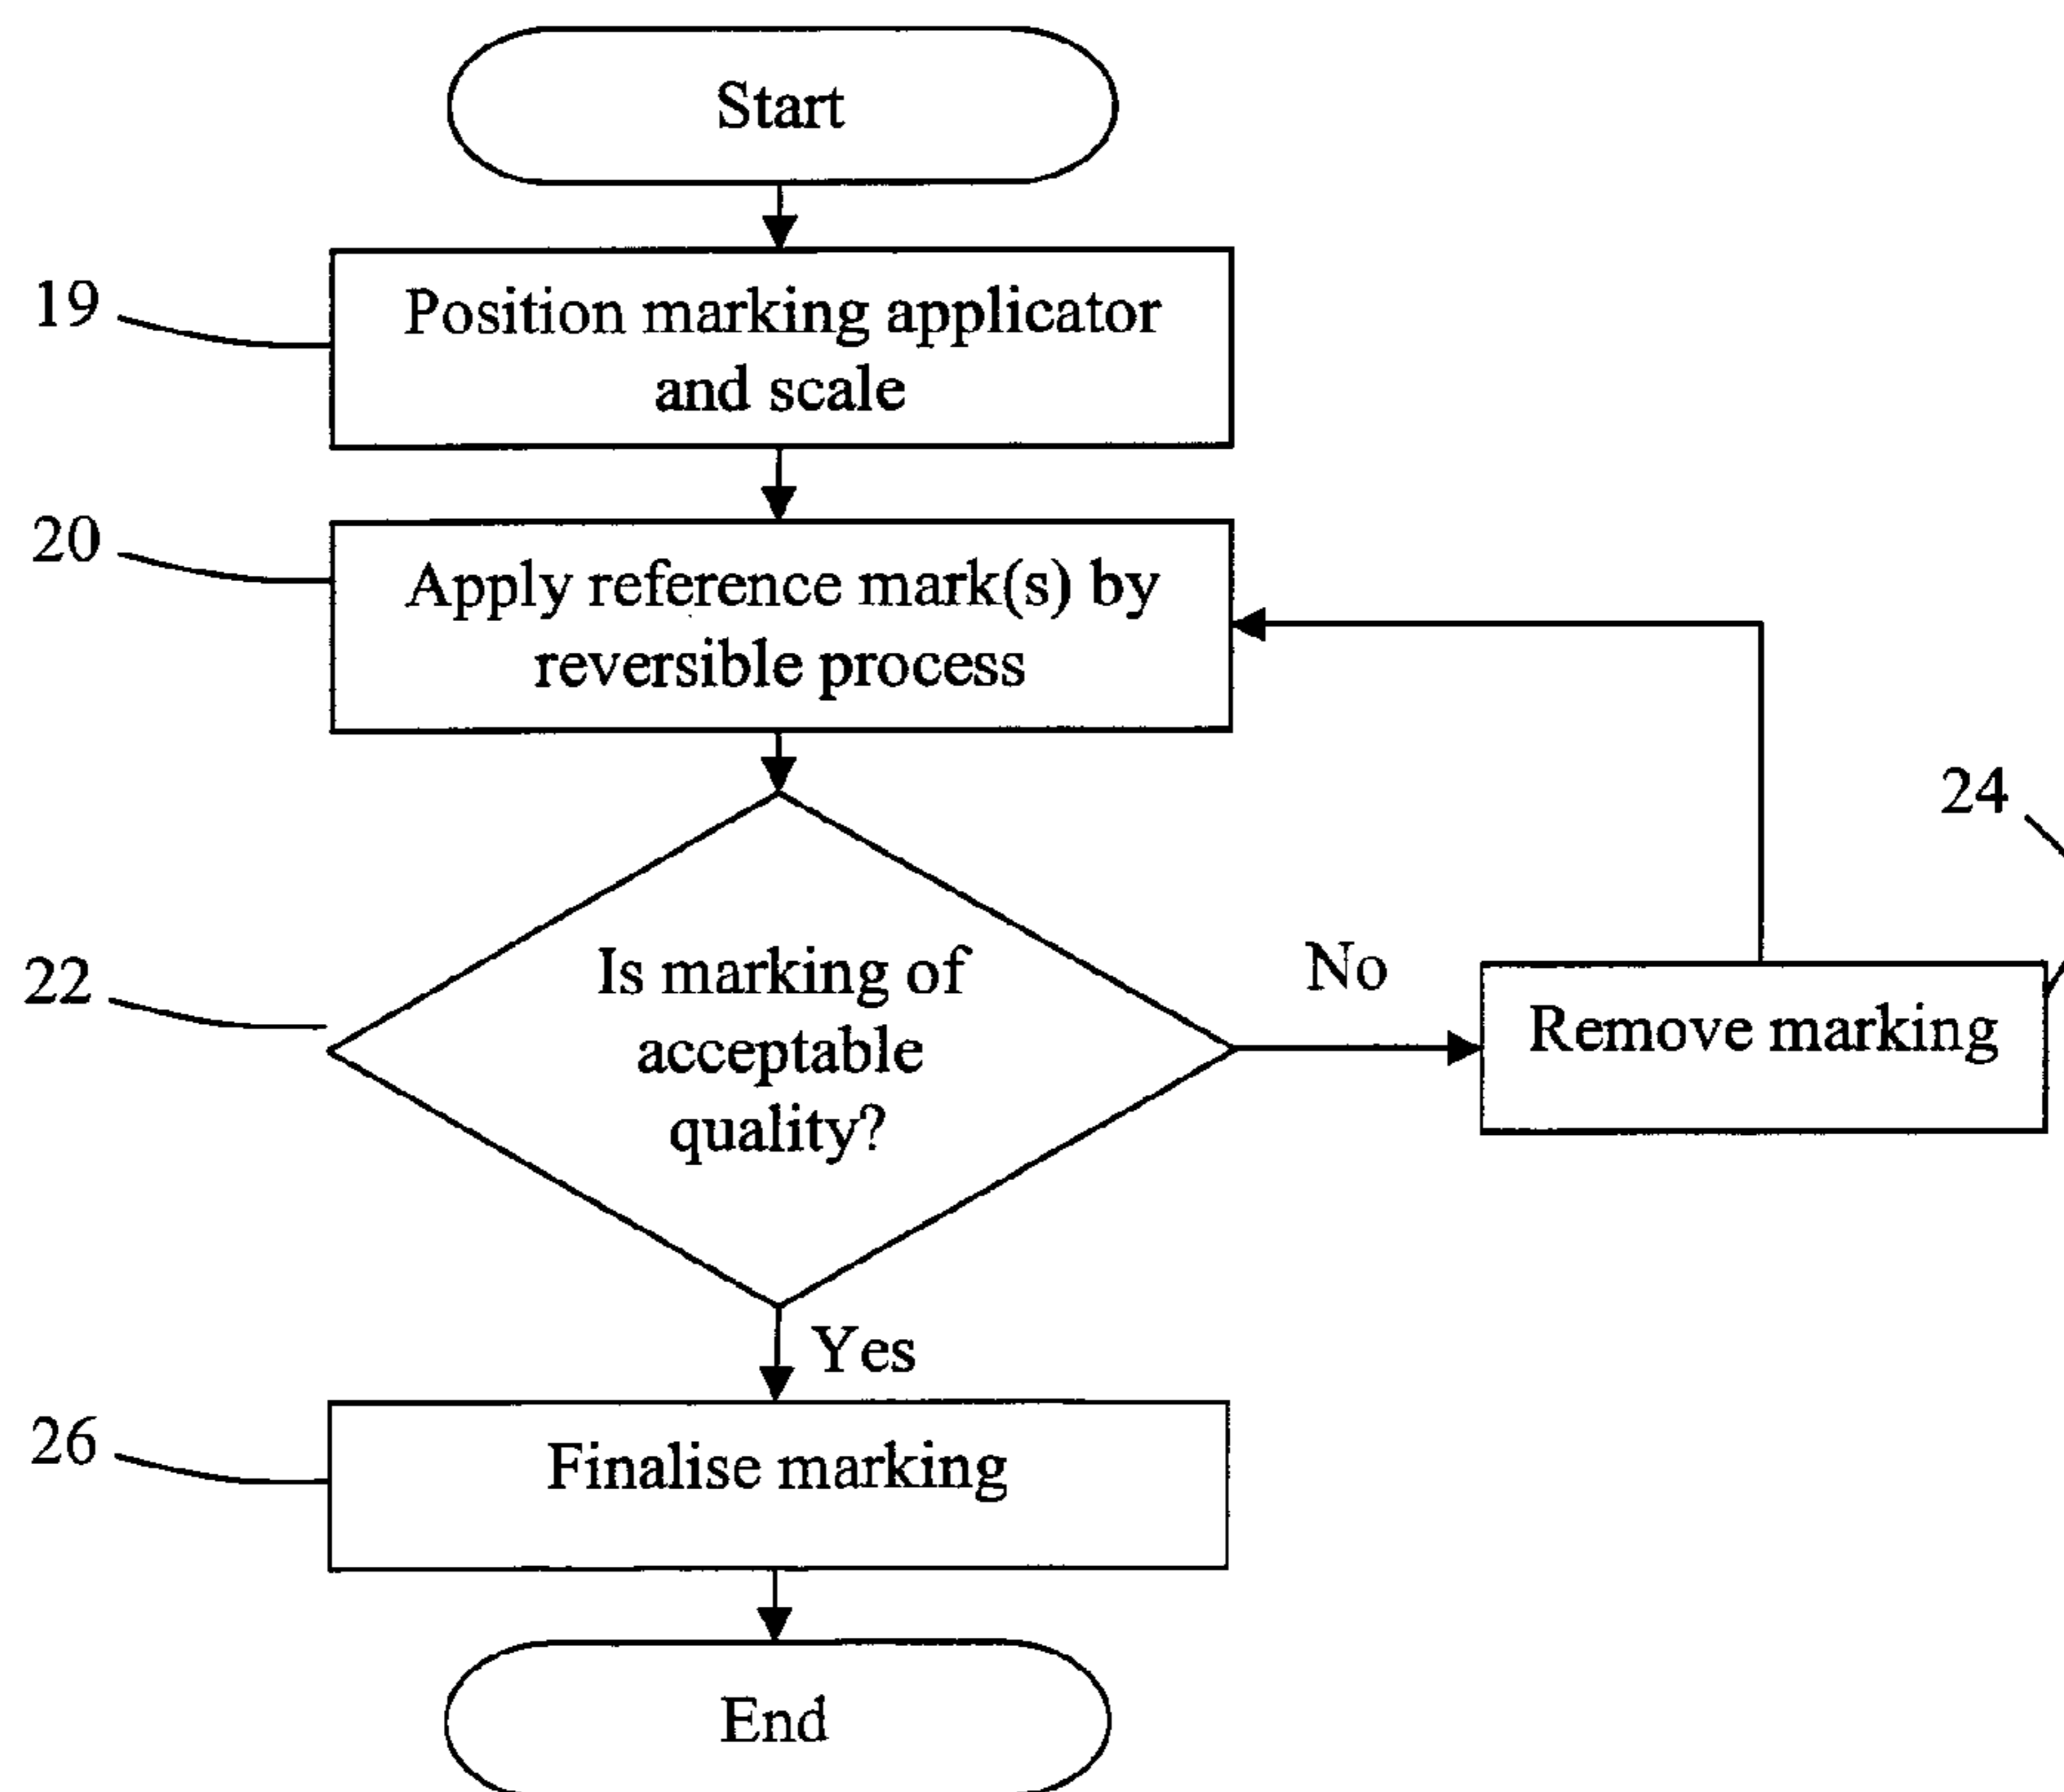 Start
19
Position marking applicator
and scale
20
Apply reference mark(s) by
reversible process
24
22
Is marking of
acceptable
quality?
No
Remove marking
Yes
26
Finalise marking
End